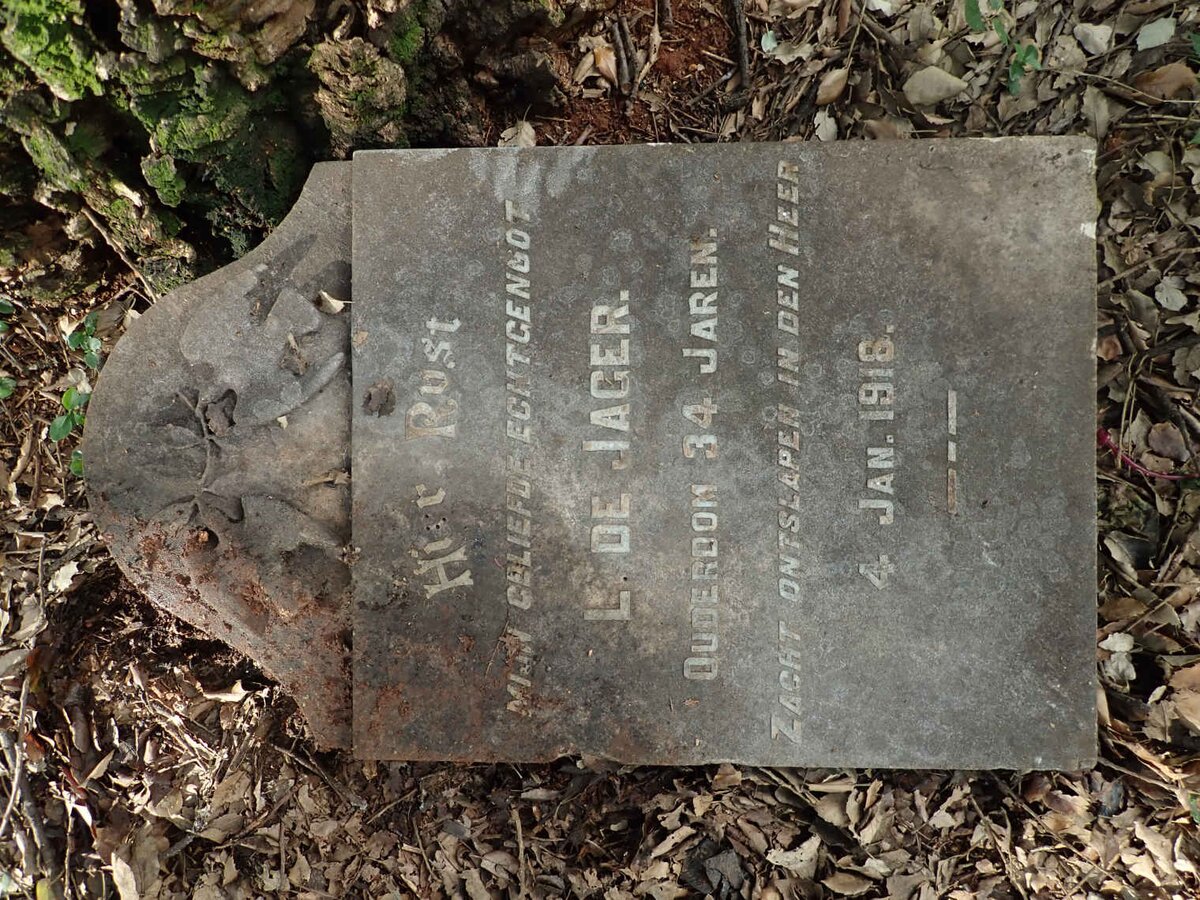 Hier Rust
MIJN GELIEFDE ECHTGENOOT
L. DE JAGER.
OUDERDOM 34 JAREN.
ZACHT ONTSLAPEN IN DEN HEER
4 JAN. 1918.